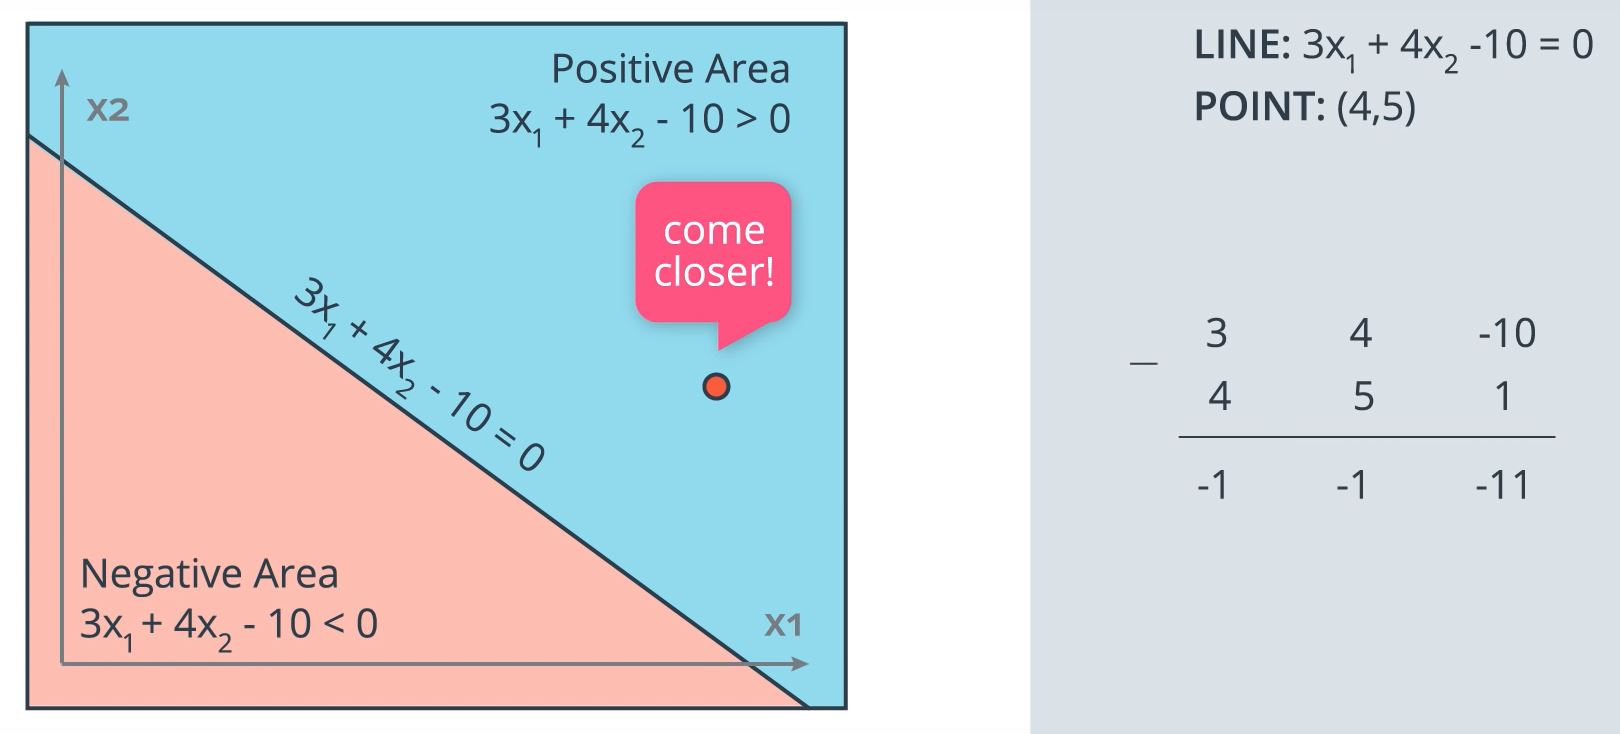 Positive Area
3x₁ + 4x₂ - 10 > 0
X2
come
closer!
3x₁ + 4x₂ - 10 = 0
Negative Area
3x₁ + 4x₂ - 10 < 0
X1
LINE: 3x₁ + 4x₂ -10 = 0
POINT: (4,5)
3 4 -10
— 4 5 1
-1 -1 -11